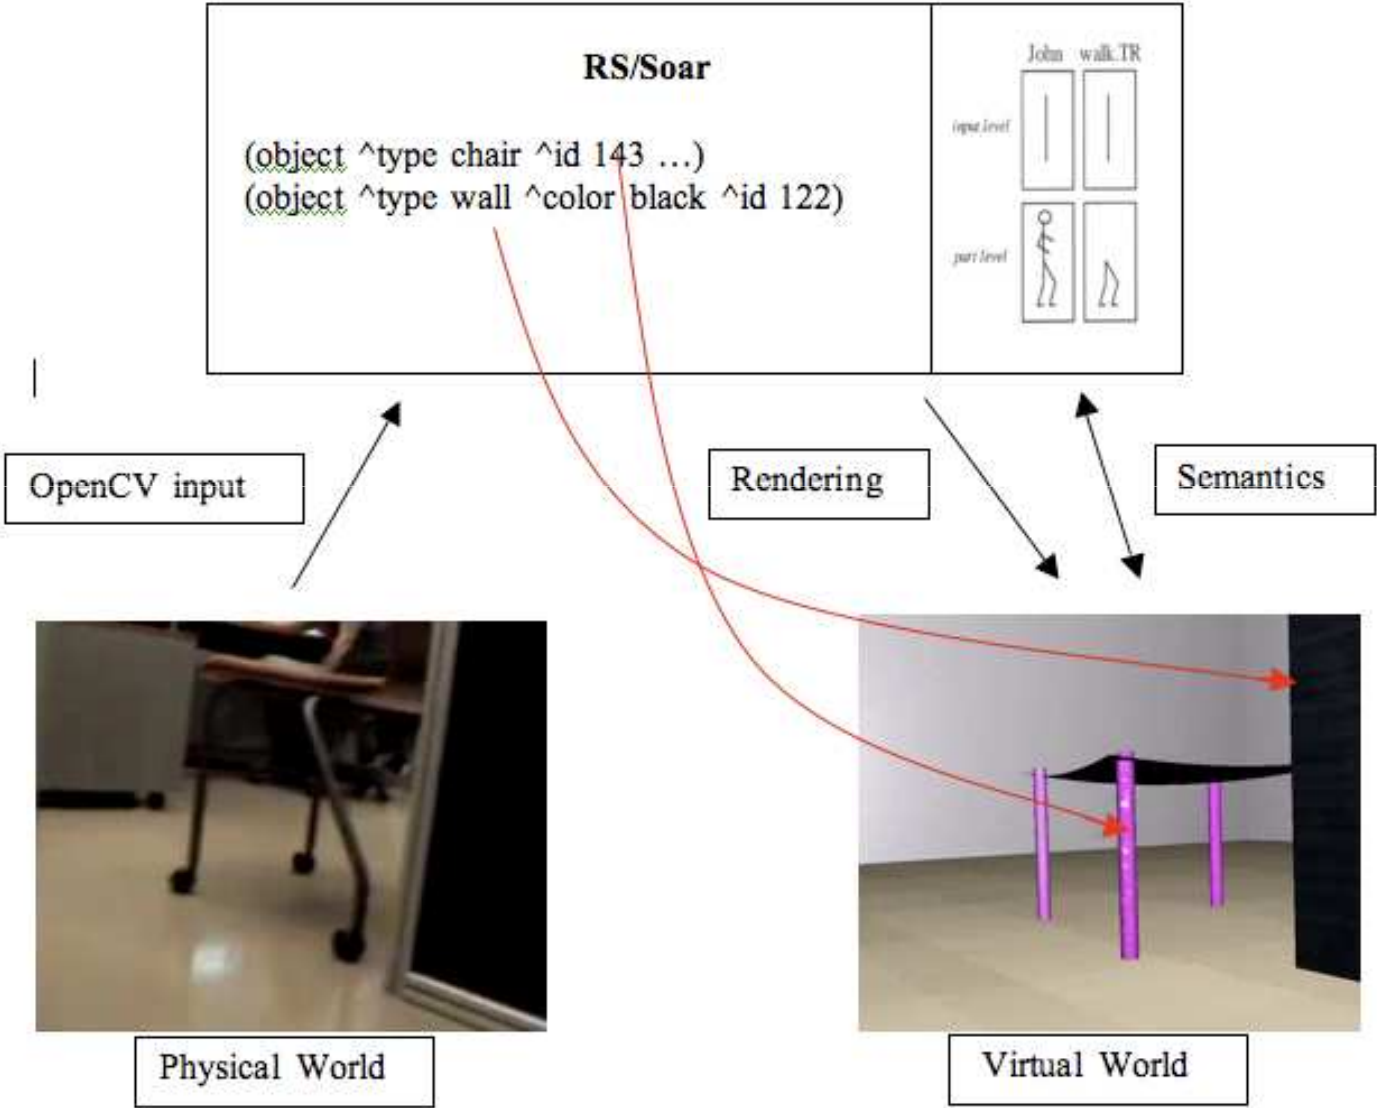 RS/Soar
(object ^type chair ^id 143 ...)
(object ^type wall ^color black ^id 122)
John walk.TR
input level
part level
OpenCV input
Rendering
Semantics
Physical World
Virtual World